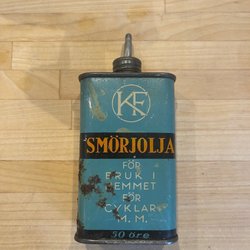 KF
SMÖRJOLJA
FÖR
BRUK I
HEMMET
FÖR
CYKLAR
M.M.
50 öre